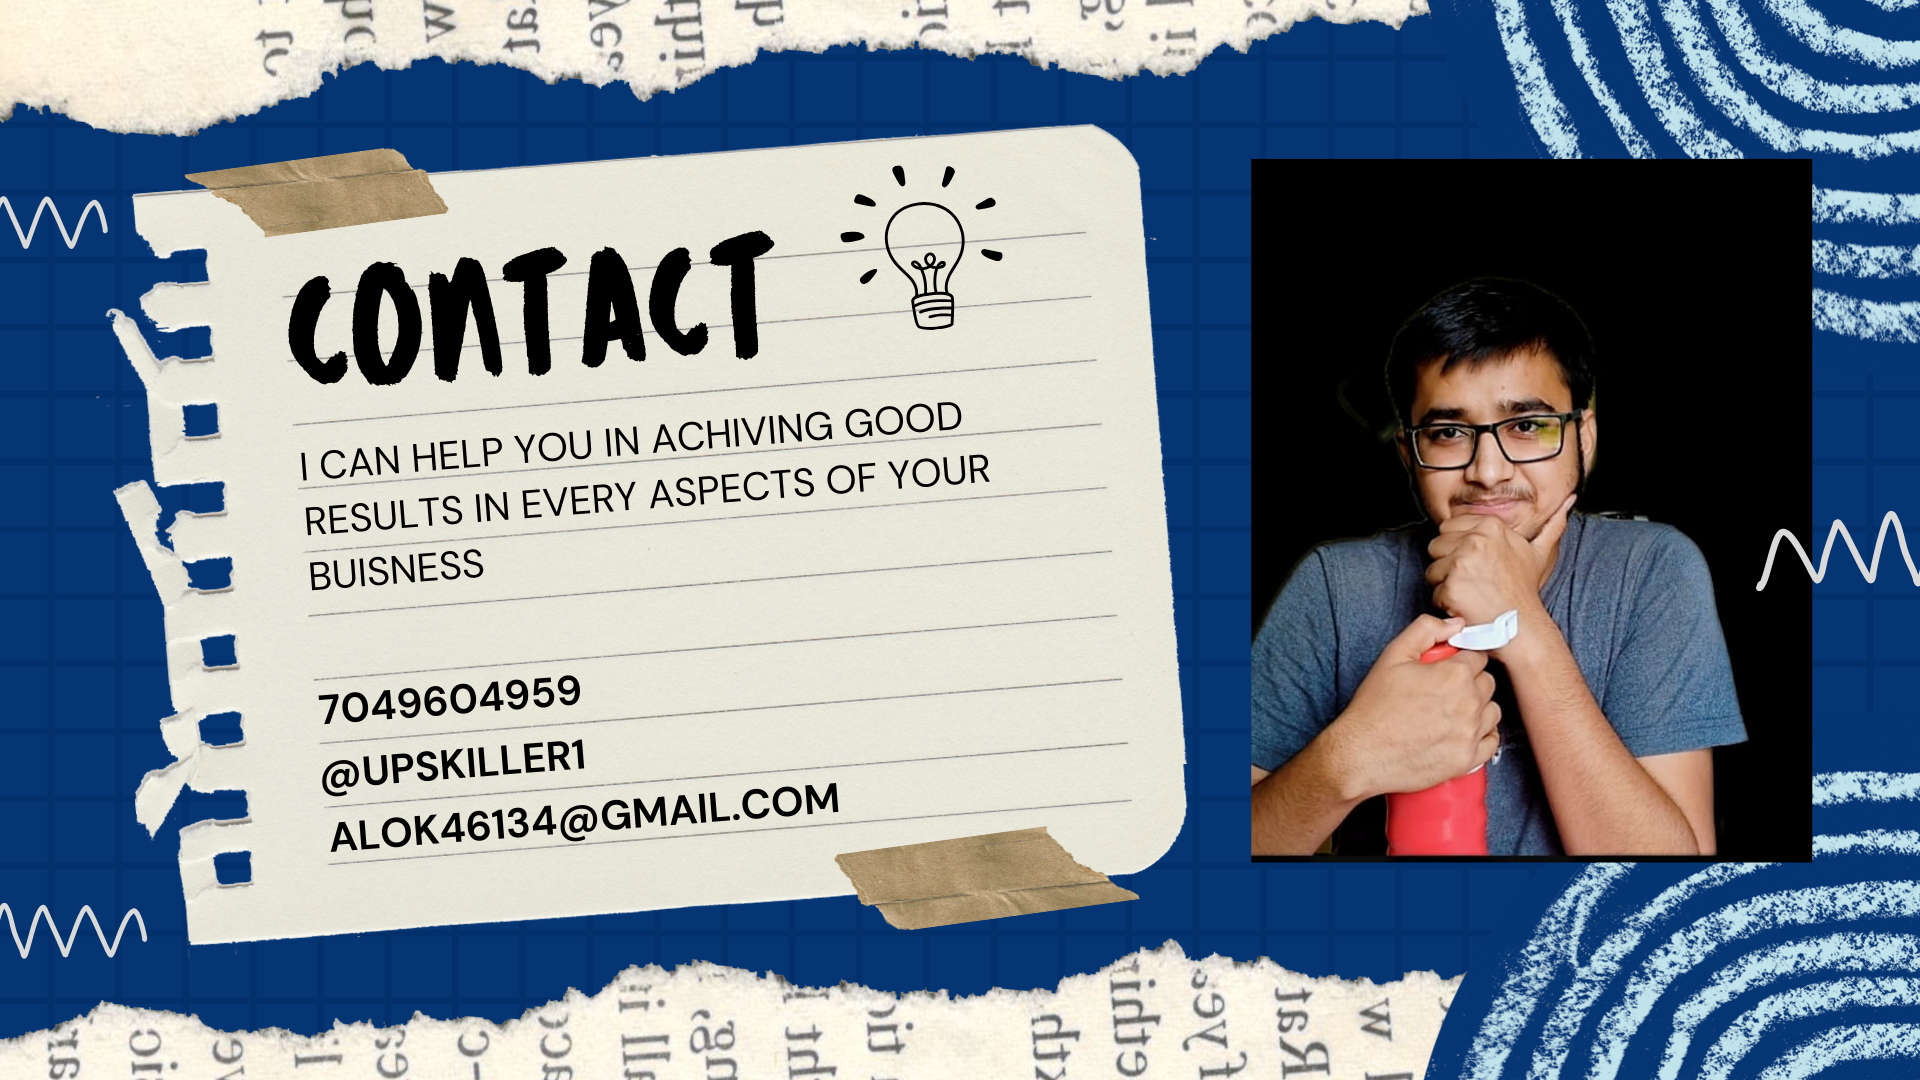 CONTACT
I CAN HELP YOU IN ACHIVING GOOD
RESULTS IN EVERY ASPECTS OF YOUR
BUISNESS
7049604959
@UPSKILLER1
ALOK46134@GMAIL.COM